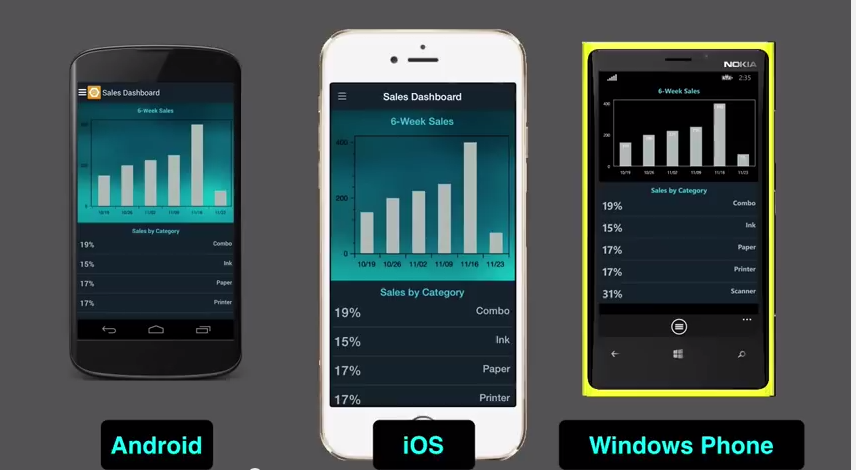 Sales Dashboard
6-Week Sales
400
200
0
10/19 10/26 11/02 11/09 11/16 11/23
Sales by Category
19% Combo
15% Ink
17% Paper
17% Printer
Android
Sales Dashboard
6-Week Sales
400
200
0
10/19 10/26 11/02 11/09 11/16 11/23
Sales by Category
19% Combo
15% Ink
17% Paper
17% Printer
iOS
NOKIA
2:35
6-Week Sales
400
200
0
10/19 10/26 11/02 11/09 11/16 11/23
Sales by Category
19% Combo
15% Ink
17% Paper
17% Printer
31% Scanner
Windows Phone